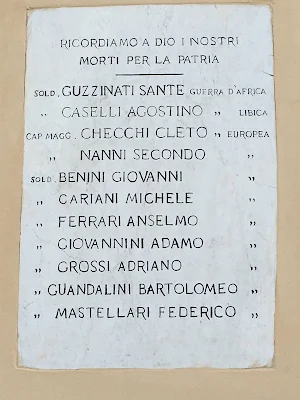 RICORDIAMO A DIO I NOSTRI
MORTI PER LA PATRIA
SOLD. GUZZINATI SANTE GUERRA D'AFRICA
„ CASELLI AGOSTINO „ LIBICA
CAP. MAGG. CHECCHI CLETO „ EUROPEA
„ NANNI SECONDO „
SOLD. BENINI GIOVANNI „
„ CARIANI MICHELE „
„ FERRARI ANSELMO „
„ GIOVANNINI ADAMO „
„ GROSSI ADRIANO „
„ GUANDALINI BARTOLOMEO „
„ MASTELLARI FEDERICO „